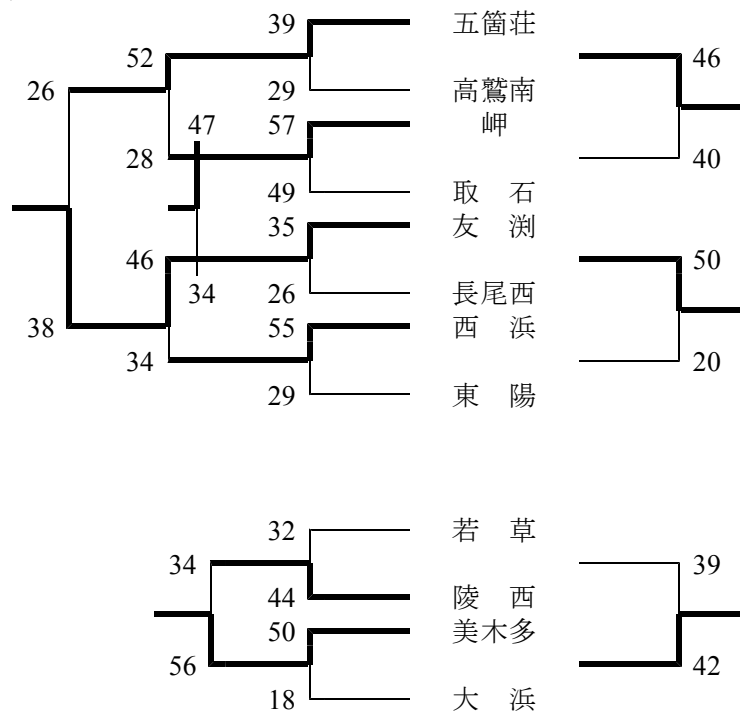 39 五箇荘
52 46
26 29 高鷲南
47 57 岬
28 40
49 取石
35 友渕
46 50
34 26 長尾西
38 55 西浜
34 20
29 東陽
32 若草
34 39
44 陵西
50 美木多
56 42
18 大浜